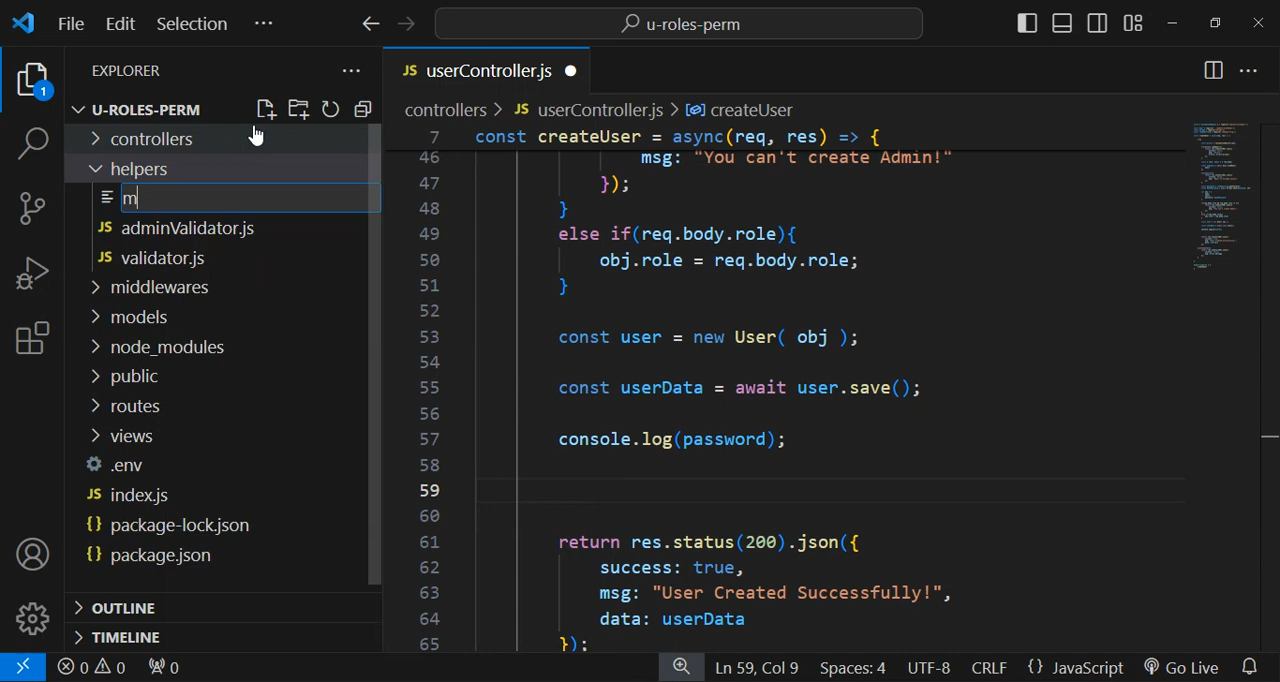 File Edit Selection ··· u-roles-perm
EXPLORER ···
1
U-ROLES-PERM
controllers
helpers
m
JS adminValidator.js
JS validator.js
middlewares
models
node_modules
public
routes
views
.env
JS index.js
{} package-lock.json
{} package.json
OUTLINE
TIMELINE
JS userController.js ● ···
controllers > JS userController.js > createUser
7 const createUser = async(req, res) => {
46 msg: "You can't create Admin!"
47 });
48 }
49 else if(req.body.role){
50 obj.role = req.body.role;
51 }
52
53 const user = new User( obj );
54
55 const userData = await user.save();
56
57 console.log(password);
58
59
60
61 return res.status(200).json({
62 success: true,
63 msg: "User Created Successfully!",
64 data: userData
65 });
0 0 0 Ln 59, Col 9 Spaces: 4 UTF-8 CRLF {} JavaScript Go Live